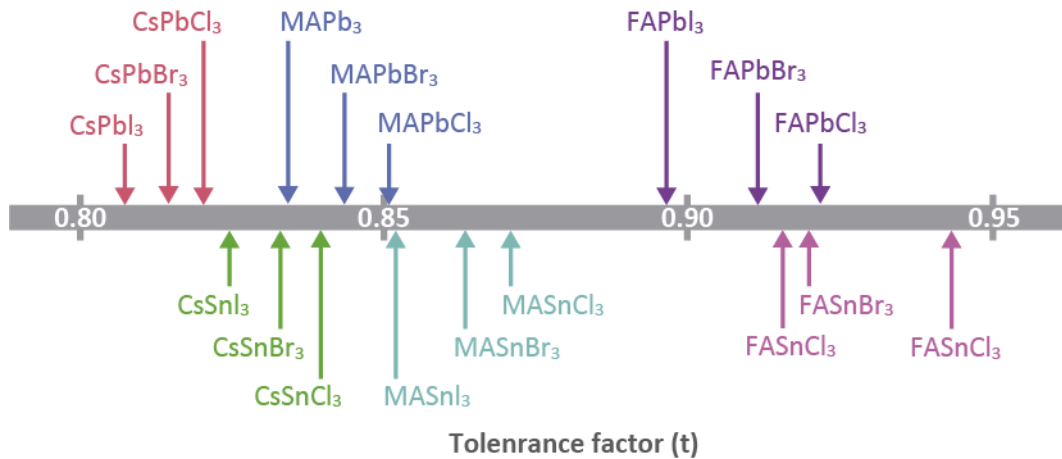 CsPbCl₃ MAPb₃ FAPbI₃
CsPbBr₃ MAPbBr₃ FAPbBr₃
CsPbI₃ MAPbCl₃ FAPbCl₃
0.80 0.85 0.90 0.95
CsSnI₃ MASnCl₃ FASnBr₃
CsSnBr₃ MASnBr₃ FASnCl₃ FASnCl₃
CsSnCl₃ MASnI₃
Tolenrance factor (t)